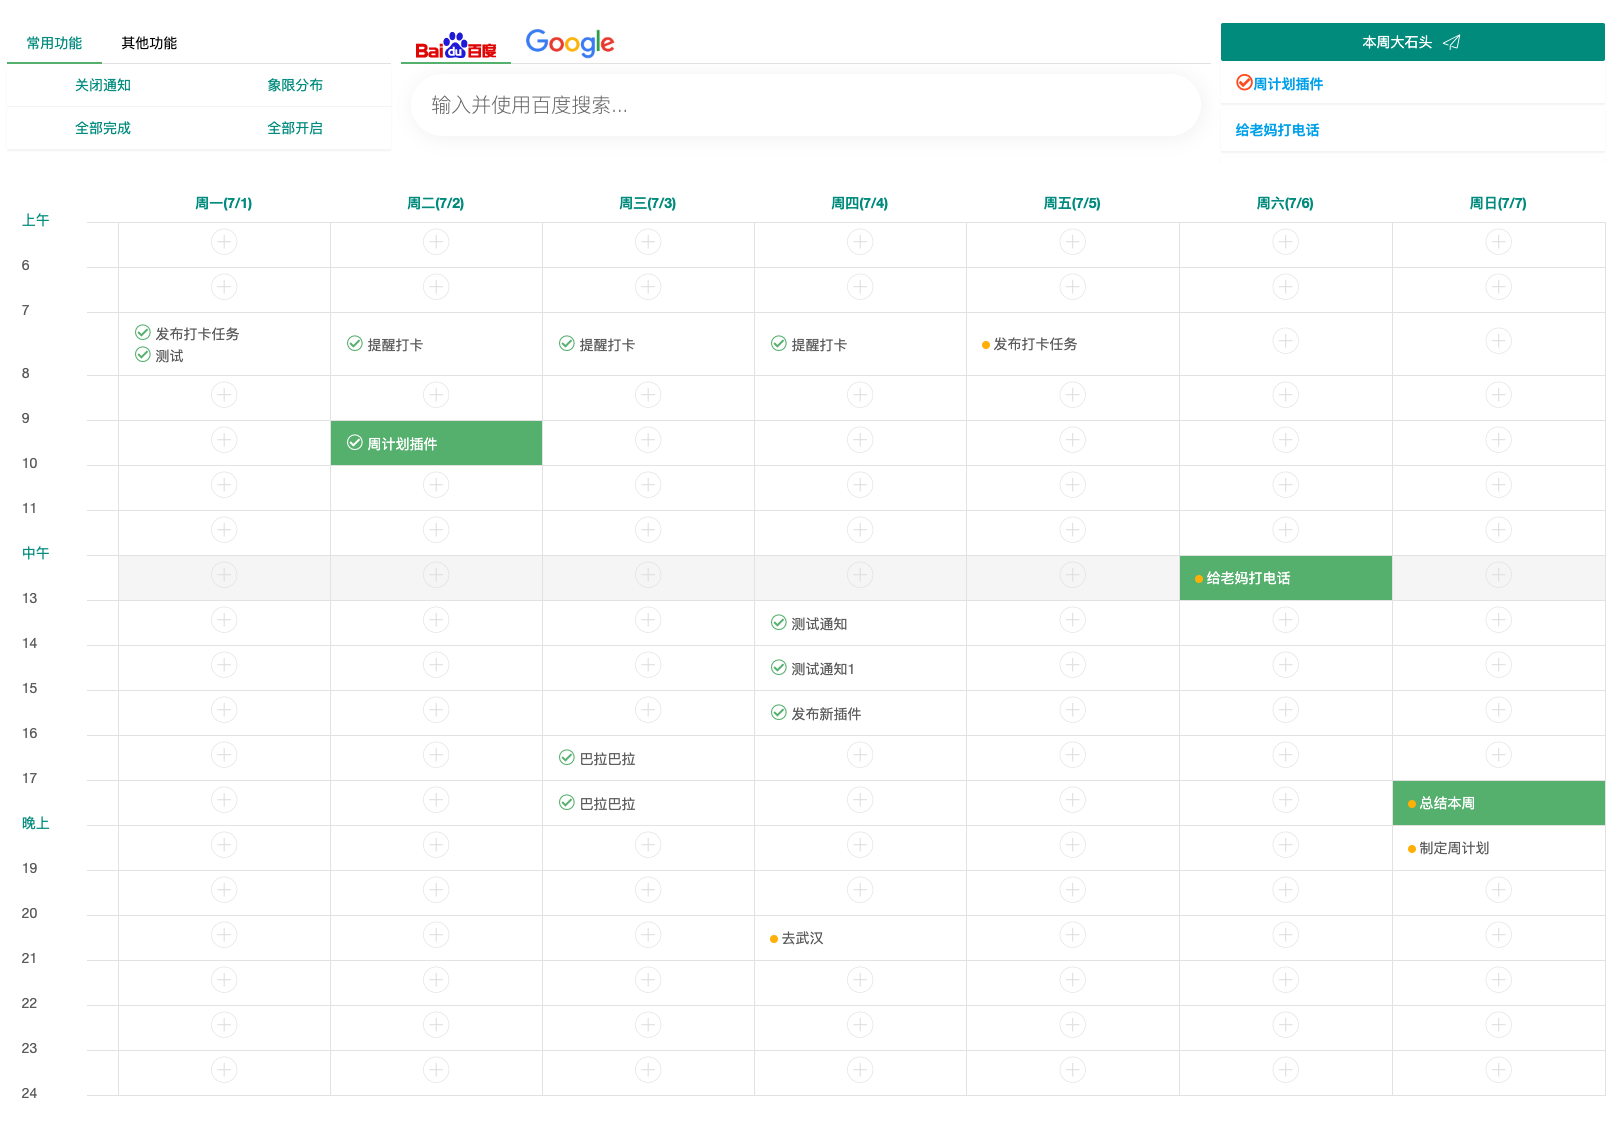 常用功能 其他功能
关闭通知 象限分布
全部完成 全部开启
Baidu百度 Google
输入并使用百度搜索...
本周大石头
周计划插件
给老妈打电话
周一(7/1) 周二(7/2) 周三(7/3) 周四(7/4) 周五(7/5) 周六(7/6) 周日(7/7)
上午
6
7
发布打卡任务 提醒打卡 提醒打卡 提醒打卡 发布打卡任务
测试
8
9
周计划插件
10
11
中午
给老妈打电话
13
测试通知
14
测试通知1
15
发布新插件
16
巴拉巴拉
17
巴拉巴拉 总结本周
晚上
制定周计划
19
20
去武汉
21
22
23
24